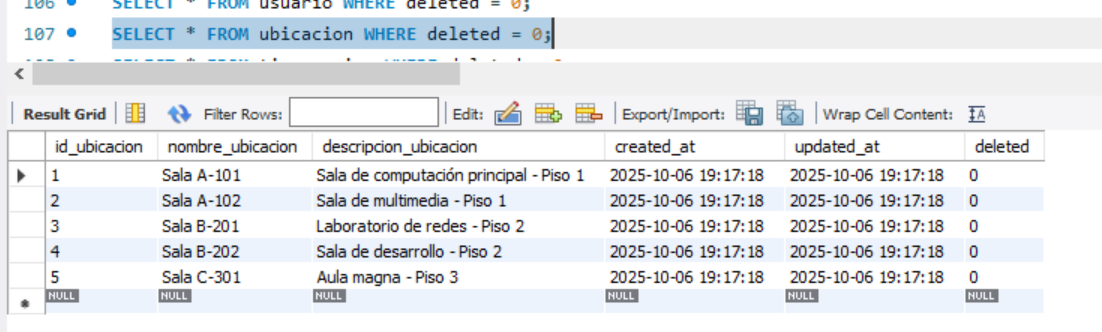 106 SELECT * FROM usuario WHERE deleted = 0;
107 SELECT * FROM ubicacion WHERE deleted = 0;
Result Grid Filter Rows: Edit: Export/Import: Wrap Cell Content:
id_ubicacion nombre_ubicacion descripcion_ubicacion created_at updated_at deleted
1 Sala A-101 Sala de computación principal - Piso 1 2025-10-06 19:17:18 2025-10-06 19:17:18 0
2 Sala A-102 Sala de multimedia - Piso 1 2025-10-06 19:17:18 2025-10-06 19:17:18 0
3 Sala B-201 Laboratorio de redes - Piso 2 2025-10-06 19:17:18 2025-10-06 19:17:18 0
4 Sala B-202 Sala de desarrollo - Piso 2 2025-10-06 19:17:18 2025-10-06 19:17:18 0
5 Sala C-301 Aula magna - Piso 3 2025-10-06 19:17:18 2025-10-06 19:17:18 0
NULL NULL NULL NULL NULL NULL